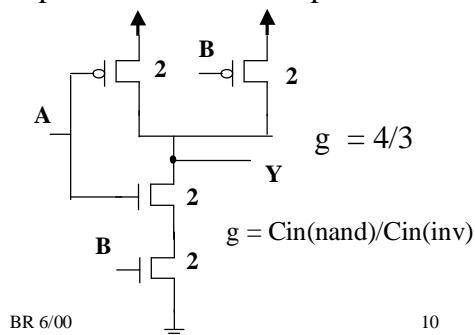 B
2
2
A
g = 4/3
Y
2
g = Cin(nand)/Cin(inv)
B
2
BR 6/00
10